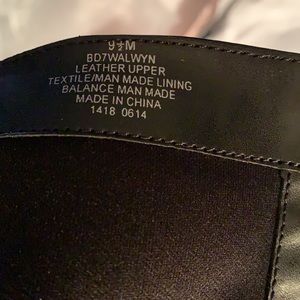 9½M
BD7WALWYN
LEATHER UPPER
TEXTILE/MAN MADE LINING
BALANCE MAN MADE
MADE IN CHINA
1418 0614